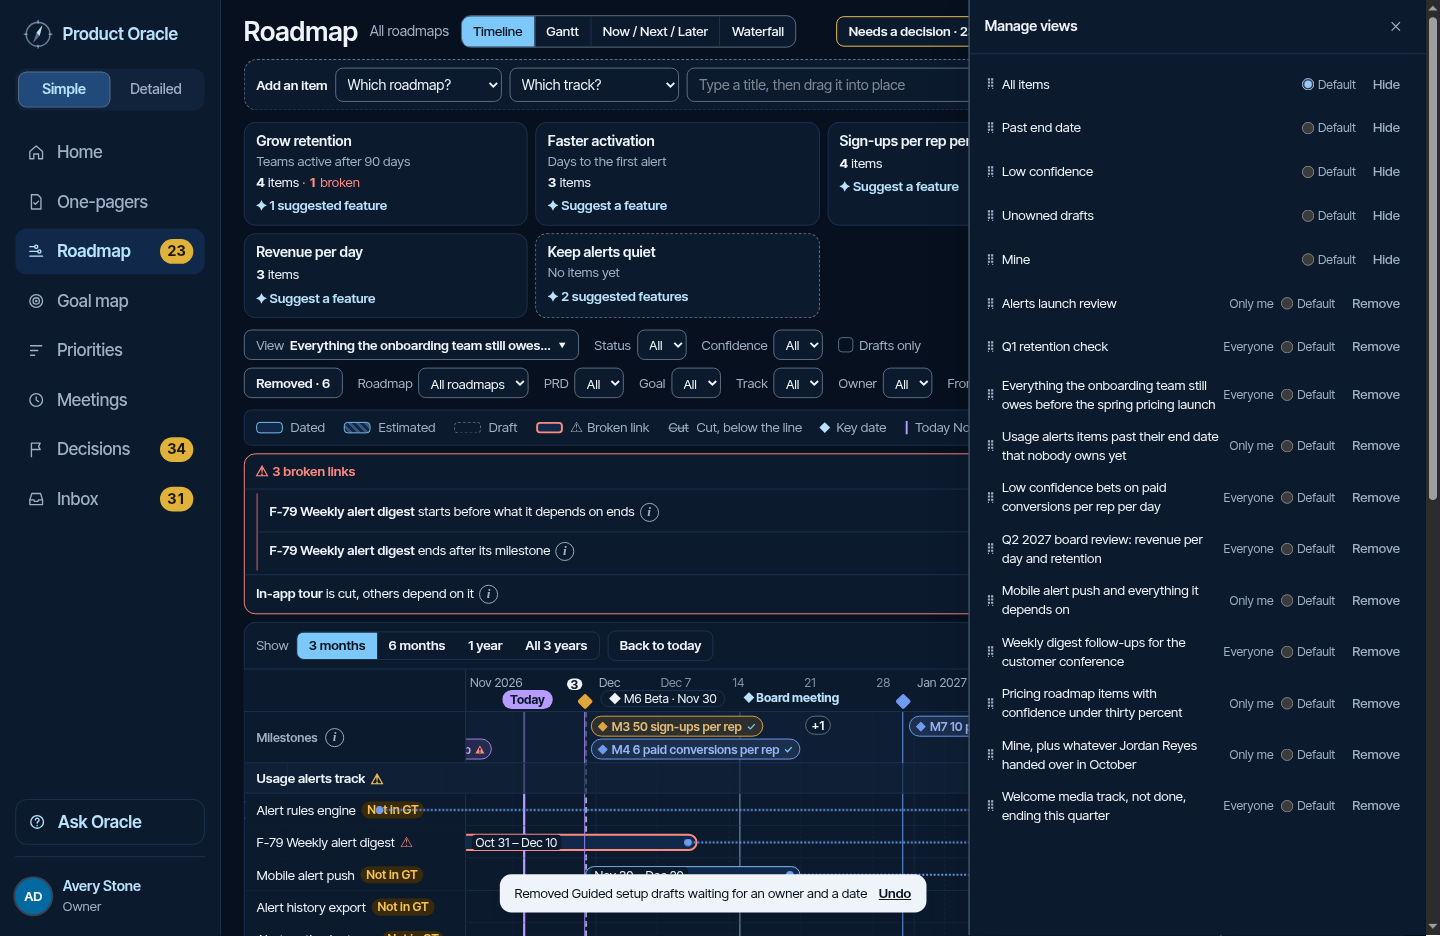 Product Oracle
Simple
Detailed
Home
One-pagers
Roadmap
23
Goal map
Priorities
Meetings
Decisions
34
Inbox
31
Ask Oracle
AD
Avery Stone
Owner
Roadmap
All roadmaps
Timeline
Gantt
Now / Next / Later
Waterfall
Needs a decision · 2
Add an item
Which roadmap?
Which track?
Type a title, then drag it into place
Grow retention
Teams active after 90 days
4 items · 1 broken
1 suggested feature
Faster activation
Days to the first alert
3 items
Suggest a feature
Sign-ups per rep per
4 items
Suggest a feature
Revenue per day
3 items
Suggest a feature
Keep alerts quiet
No items yet
2 suggested features
View Everything the onboarding team still owes...
Status
All
Confidence
All
Drafts only
Removed · 6
Roadmap
All roadmaps
PRD
All
Goal
All
Track
All
Owner
All
Dated
Estimated
Draft
Broken link
Cut Cut, below the line
Key date
Today
3 broken links
F-79 Weekly alert digest starts before what it depends on ends
F-79 Weekly alert digest ends after its milestone
In-app tour is cut, others depend on it
Show
3 months
6 months
1 year
All 3 years
Back to today
Nov 2026
3
Dec
Dec 7
14
21
28
Jan 2027
Today
M6 Beta · Nov 30
Board meeting
Milestones
M3 50 sign-ups per rep
+1
M7 10
M4 6 paid conversions per rep
Usage alerts track
Alert rules engine
Not in GT
F-79 Weekly alert digest
Oct 31 – Dec 10
Mobile alert push
Not in GT
Alert history export
Not in GT
Removed Guided setup drafts waiting for an owner and a date
Undo
Manage views
All items
Default
Hide
Past end date
Default
Hide
Low confidence
Default
Hide
Unowned drafts
Default
Hide
Mine
Default
Hide
Alerts launch review
Only me
Default
Remove
Q1 retention check
Everyone
Default
Remove
Everything the onboarding team still
owes before the spring pricing launch
Everyone
Default
Remove
Usage alerts items past their end date
that nobody owns yet
Only me
Default
Remove
Low confidence bets on paid
conversions per rep per day
Everyone
Default
Remove
Q2 2027 board review: revenue per
day and retention
Everyone
Default
Remove
Mobile alert push and everything it
depends on
Only me
Default
Remove
Weekly digest follow-ups for the
customer conference
Everyone
Default
Remove
Pricing roadmap items with
confidence under thirty percent
Only me
Default
Remove
Mine, plus whatever Jordan Reyes
handed over in October
Only me
Default
Remove
Welcome media track, not done,
ending this quarter
Everyone
Default
Remove